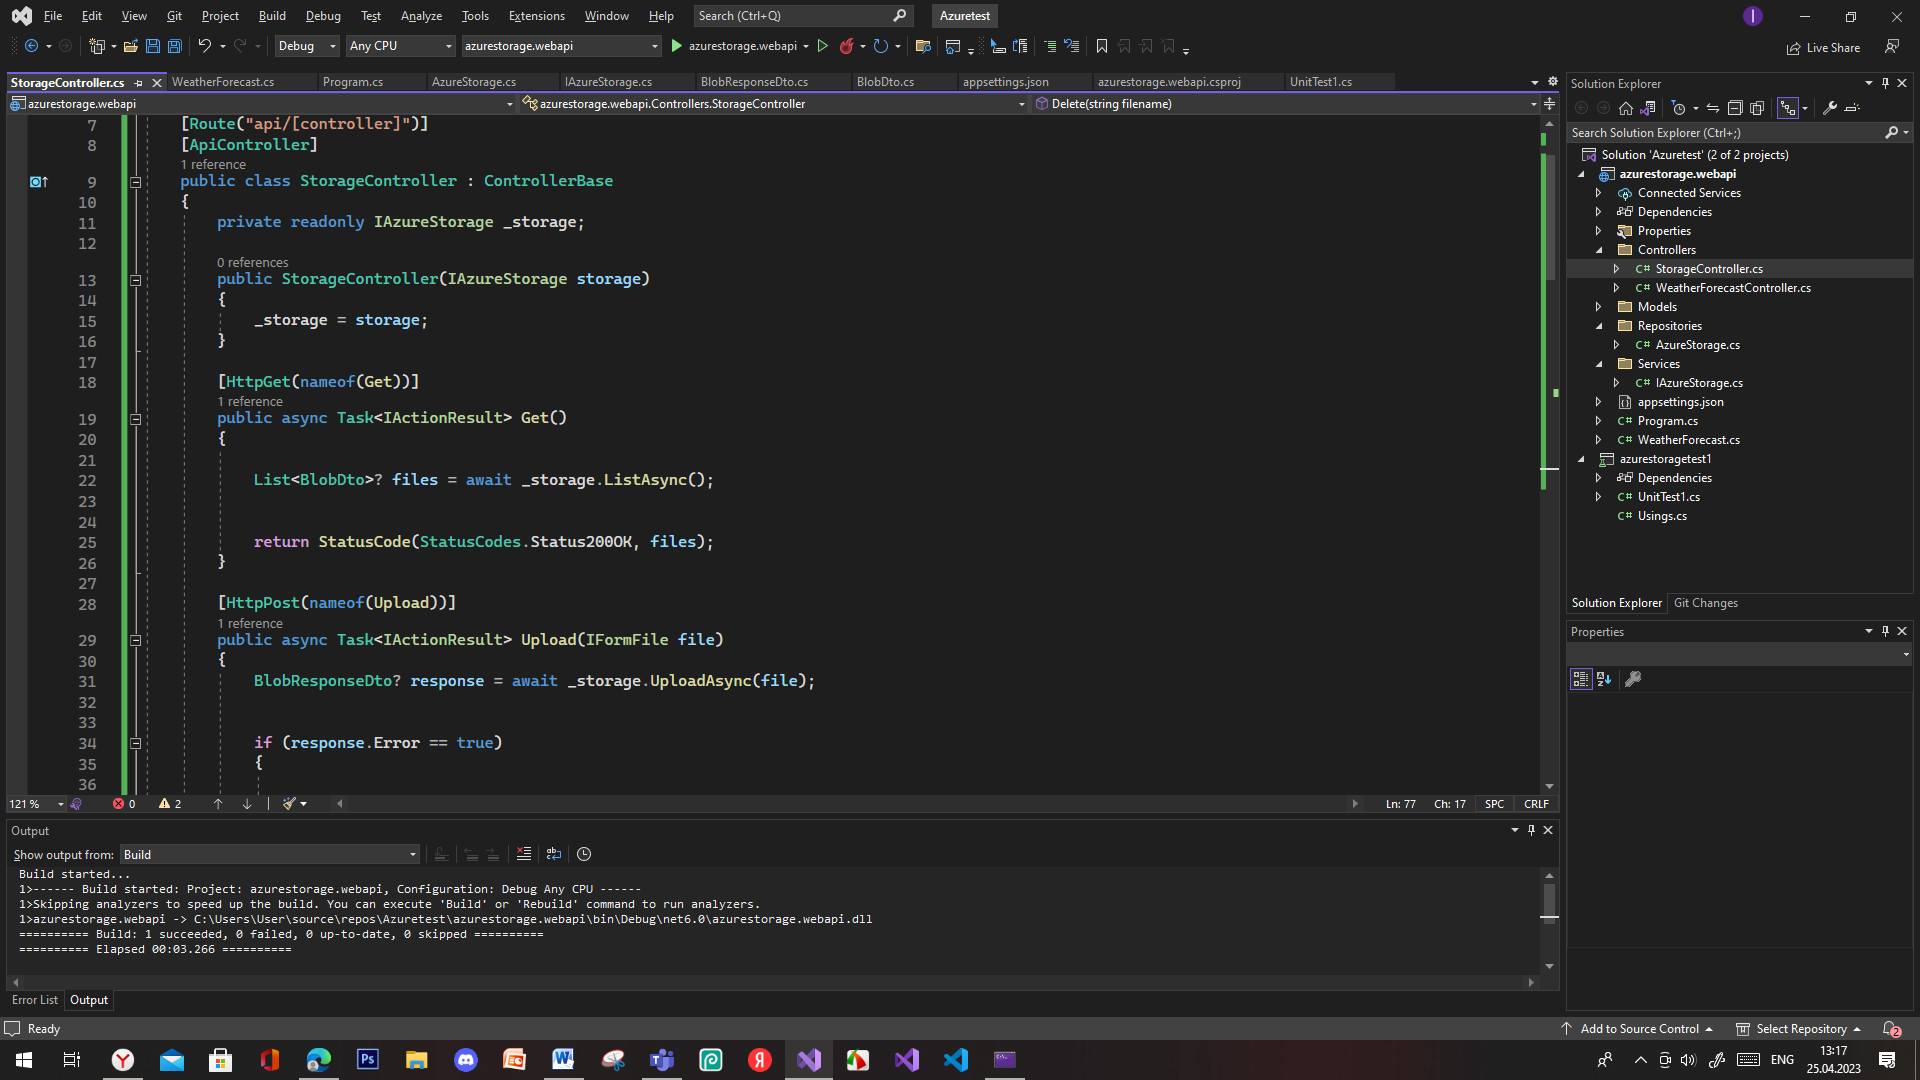 File Edit View Git Project Build Debug Test Analyze Tools Extensions Window Help Search (Ctrl+Q) Azuretest
Debug Any CPU azurestorage.webapi azurestorage.webapi Live Share
StorageController.cs WeatherForecast.cs Program.cs AzureStorage.cs IAzureStorage.cs BlobResponseDto.cs BlobDto.cs appsettings.json azurestorage.webapi.csproj UnitTest1.cs
azurestorage.webapi azurestorage.webapi.Controllers.StorageController Delete(string filename)
7 [Route("api/[controller]")]
8 [ApiController]
1 reference
9 public class StorageController : ControllerBase
10 {
11 private readonly IAzureStorage _storage;
12
0 references
13 public StorageController(IAzureStorage storage)
14 {
15 _storage = storage;
16 }
17
18 [HttpGet(nameof(Get))]
1 reference
19 public async Task<IActionResult> Get()
20 {
21
22 List<BlobDto>? files = await _storage.ListAsync();
23
24
25 return StatusCode(StatusCodes.Status200OK, files);
26 }
27
28 [HttpPost(nameof(Upload))]
1 reference
29 public async Task<IActionResult> Upload(IFormFile file)
30 {
31 BlobResponseDto? response = await _storage.UploadAsync(file);
32
33
34 if (response.Error == true)
35 {
36
121 % 0 2 Ln: 77 Ch: 17 SPC CRLF
Output
Show output from: Build
Build started...
1>------ Build started: Project: azurestorage.webapi, Configuration: Debug Any CPU ------
1>Skipping analyzers to speed up the build. You can execute 'Build' or 'Rebuild' command to run analyzers.
1>azurestorage.webapi -> C:\Users\User\source\repos\Azuretest\azurestorage.webapi\bin\Debug\net6.0\azurestorage.webapi.dll
========== Build: 1 succeeded, 0 failed, 0 up-to-date, 0 skipped ==========
========== Elapsed 00:03.266 ==========
Error List Output
Solution Explorer
Search Solution Explorer (Ctrl+;)
Solution 'Azuretest' (2 of 2 projects)
azurestorage.webapi
Connected Services
Dependencies
Properties
Controllers
C# StorageController.cs
C# WeatherForecastController.cs
Models
Repositories
C# AzureStorage.cs
Services
C# IAzureStorage.cs
appsettings.json
C# Program.cs
C# WeatherForecast.cs
azurestoragetest1
Dependencies
C# UnitTest1.cs
C# Usings.cs
Solution Explorer Git Changes
Properties
Ready Add to Source Control Select Repository 2
ENG 13:17
25.04.2023